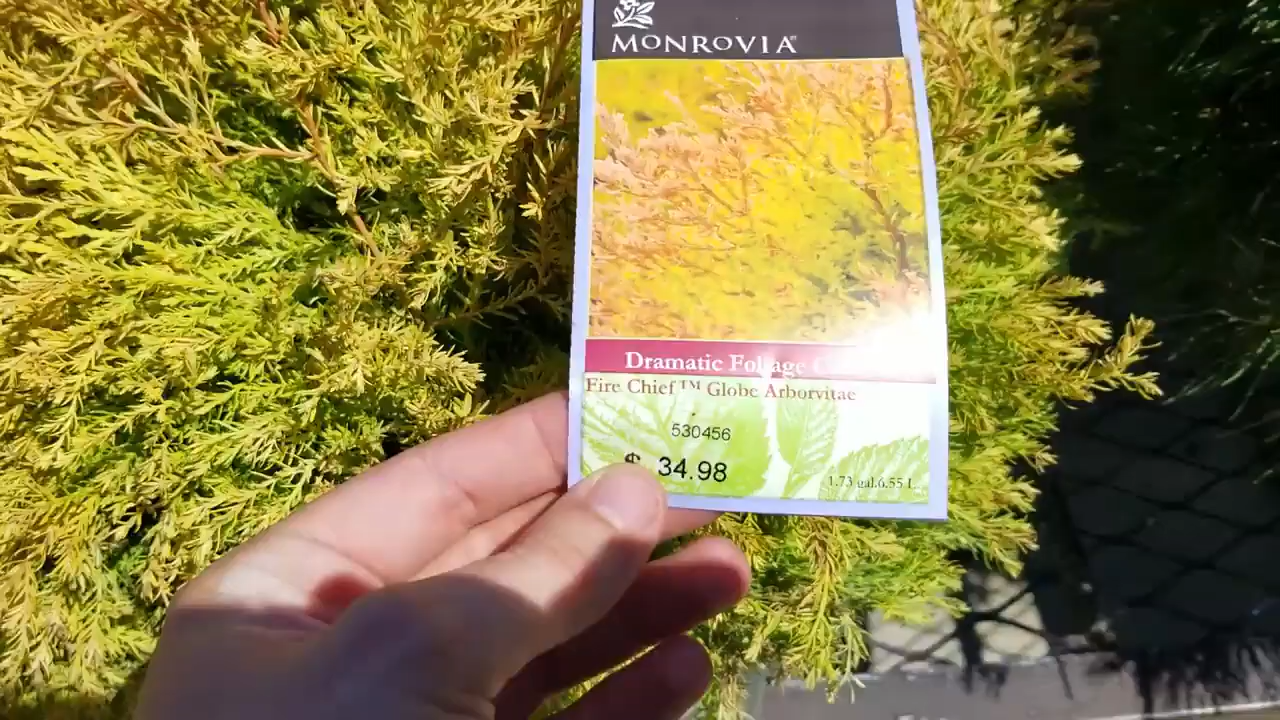 MONROVIA
Dramatic Foliage
Fire Chief™ Globe Arborvitae
530456
$ 34.98
1.73 gal.6.55 L